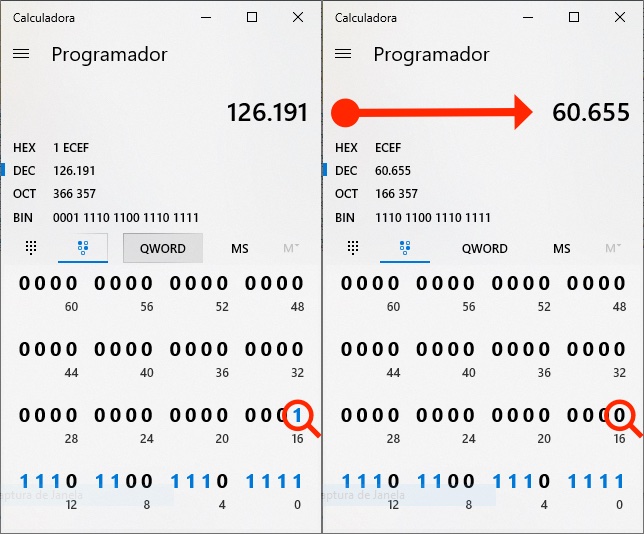 Calculadora
Programador
126.191
HEX 1 ECEF
DEC 126.191
OCT 366 357
BIN 0001 1110 1100 1110 1111
QWORD MS M˅
0000 0000 0000 0000
60 56 52 48
0000 0000 0000 0000
44 40 36 32
0000 0000 0000 0001
28 24 20 16
1110 1100 1110 1111
12 8 4 0
aptura de Janela
Calculadora
Programador
60.655
HEX ECEF
DEC 60.655
OCT 166 357
BIN 1110 1100 1110 1111
QWORD MS M˅
0000 0000 0000 0000
60 56 52 48
0000 0000 0000 0000
44 40 36 32
0000 0000 0000 0000
28 24 20 16
1110 1100 1110 1111
12 8 4 0
aptura de Janela